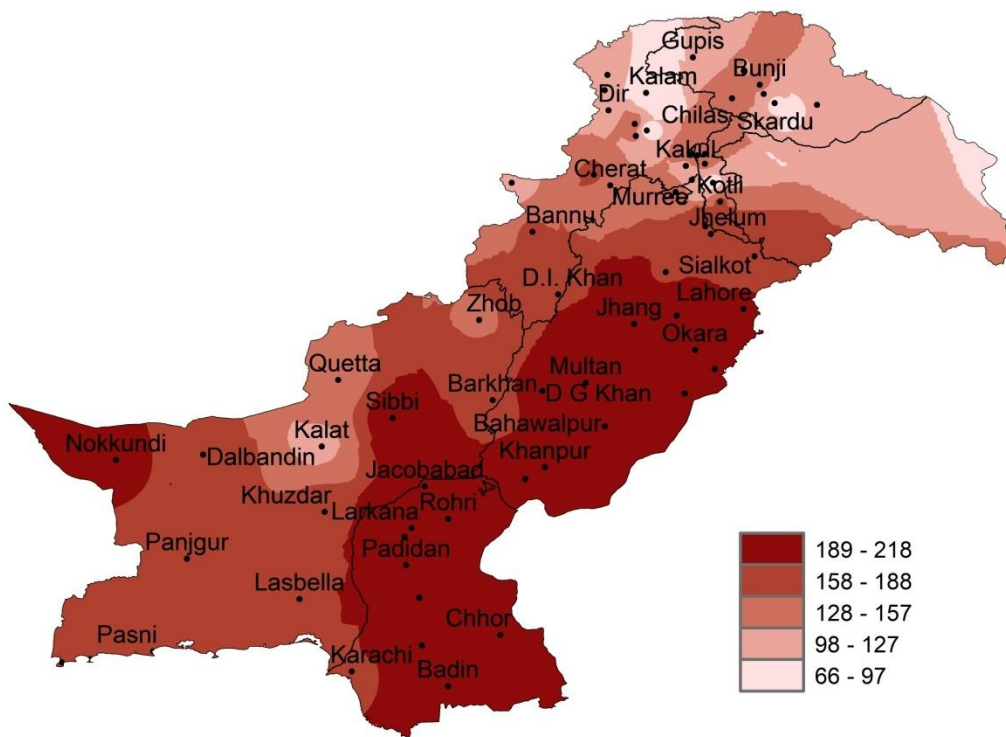 Gupis
Bunji
Kalam
Dir
Chilas
Skardu
Kakul
Cherat
Kotli
Murree
Bannu
Jhelum
Sialkot
D.I. Khan
Zhob
Lahore
Jhang
Okara
Quetta
Multan
Barkhan
D G Khan
Sibbi
Kalat
Bahawalpur
Nokkundi
Dalbandin
Khanpur
Jacobabad
Khuzdar
Rohri
Larkana
Panjgur
Padidan
Lasbella
Chhor
Pasni
Karachi
Badin
189 - 218
158 - 188
128 - 157
98 - 127
66 - 97